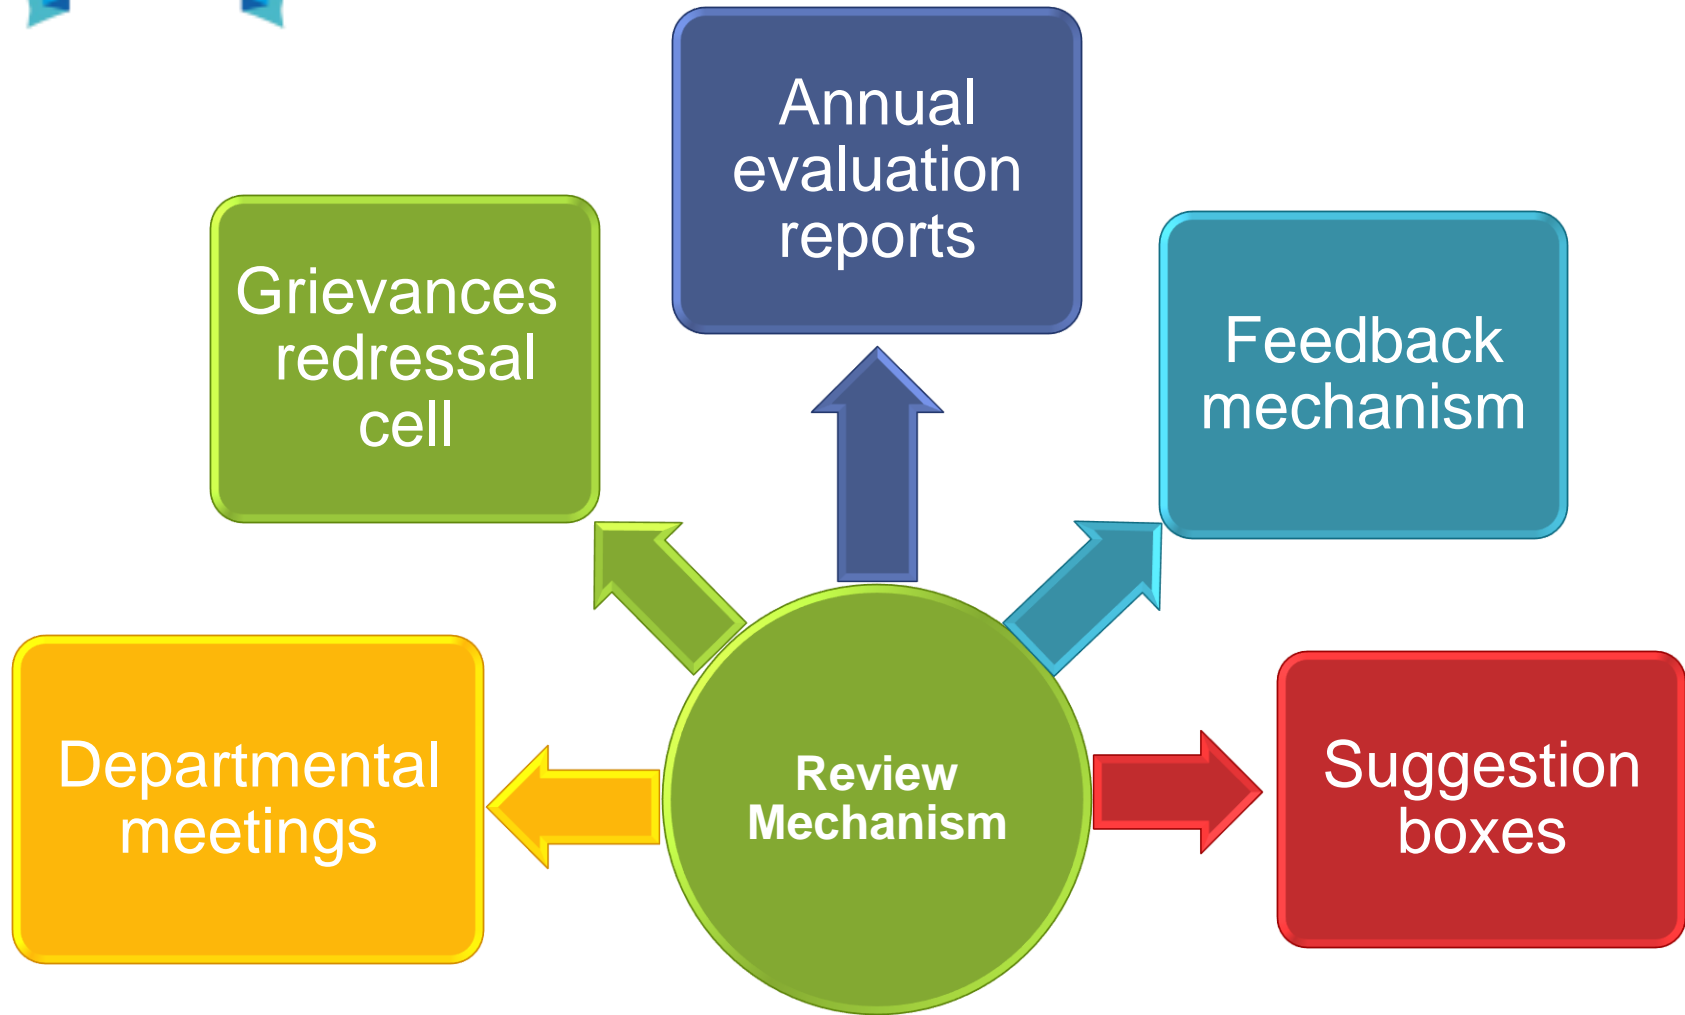 Annual
evaluation
reports
Grievances
redressal
cell
Feedback
mechanism
Departmental
meetings
Review
Mechanism
Suggestion
boxes